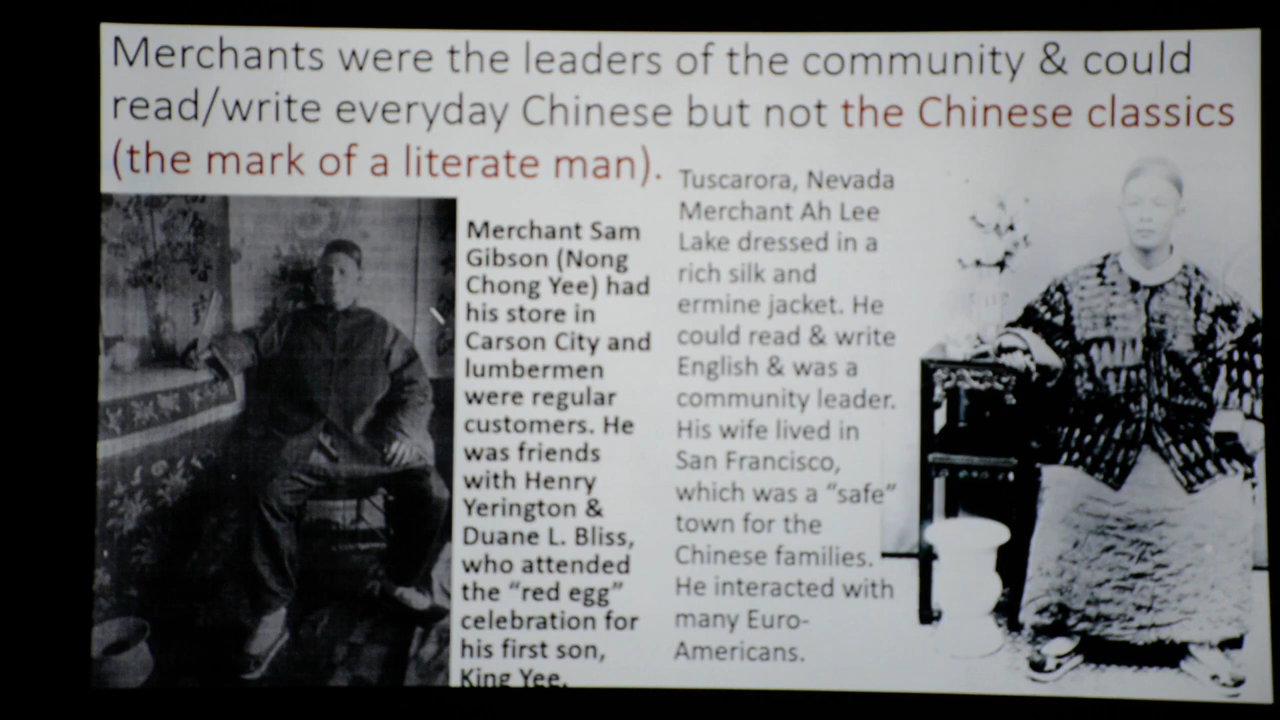 Merchants were the leaders of the community & could
read/write everyday Chinese but not the Chinese classics
(the mark of a literate man).
Merchant Sam
Gibson (Nong
Chong Yee) had
his store in
Carson City and
lumbermen
were regular
customers. He
was friends
with Henry
Yerington &
Duane L. Bliss,
who attended
the “red egg”
celebration for
his first son,
King Yee.
Tuscarora, Nevada
Merchant Ah Lee
Lake dressed in a
rich silk and
ermine jacket. He
could read & write
English & was a
community leader.
His wife lived in
San Francisco,
which was a “safe”
town for the
Chinese families.
He interacted with
many Euro-
Americans.